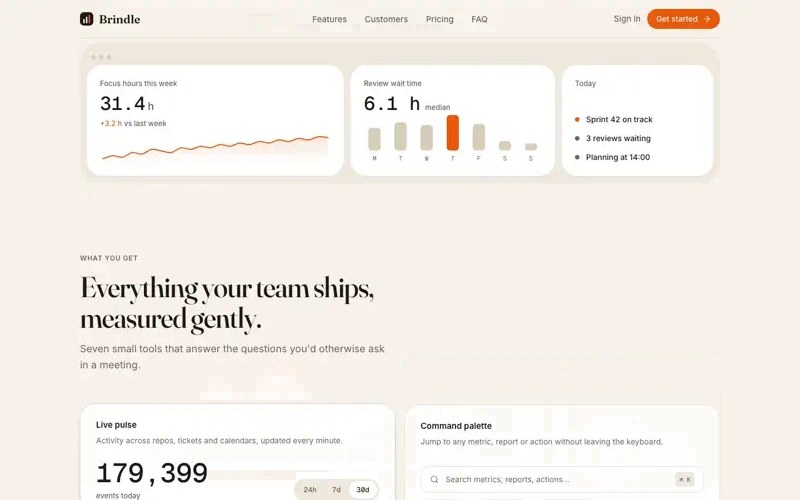 Brindle
Features
Customers
Pricing
FAQ
Sign in
Get started
Focus hours this week
31.4 h
+3.2 h vs last week
Review wait time
6.1 h median
M T W T F S S
Today
Sprint 42 on track
3 reviews waiting
Planning at 14:00
WHAT YOU GET
Everything your team ships,
measured gently.
Seven small tools that answer the questions you'd otherwise ask
in a meeting.
Live pulse
Activity across repos, tickets and calendars, updated every minute.
179,399
events today
24h 7d 30d
Command palette
Jump to any metric, report or action without leaving the keyboard.
Search metrics, reports, actions...
⌘ K